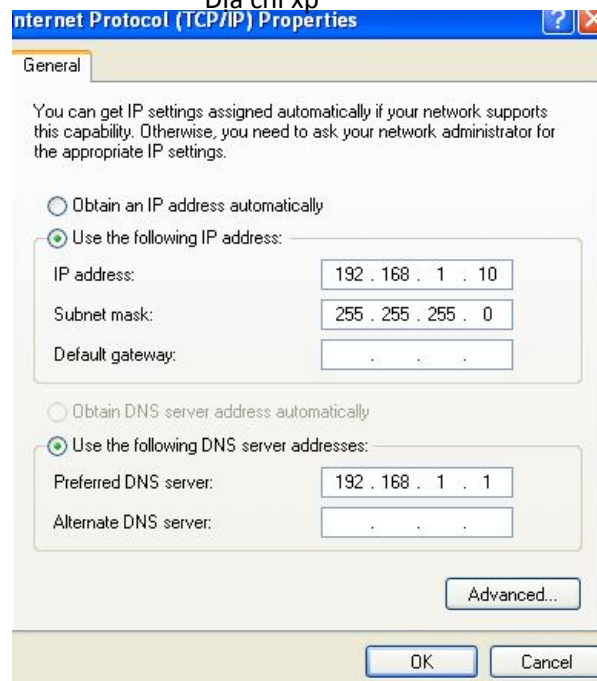 Địa chỉ xp
nternet Protocol (TCP/IP) Properties
General
You can get IP settings assigned automatically if your network supports
this capability. Otherwise, you need to ask your network administrator for
the appropriate IP settings.
Obtain an IP address automatically
Use the following IP address:
IP address: 192 . 168 . 1 . 10
Subnet mask: 255 . 255 . 255 . 0
Default gateway: . . .
Obtain DNS server address automatically
Use the following DNS server addresses:
Preferred DNS server: 192 . 168 . 1 . 1
Alternate DNS server: . . .
Advanced...
OK Cancel